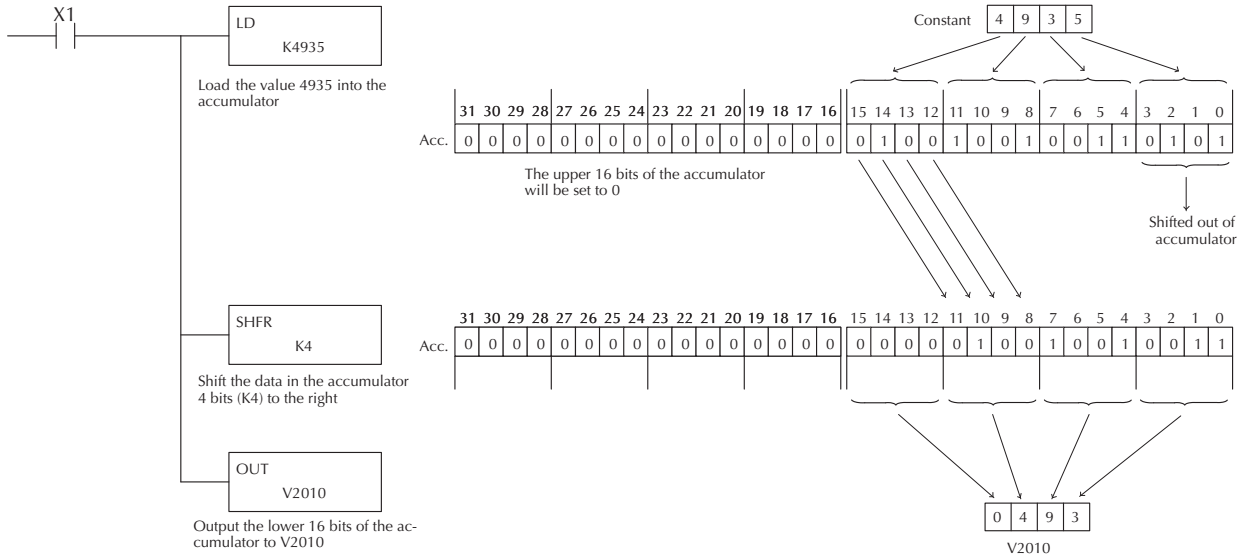 X1
LD
K4935
Load the value 4935 into the
accumulator
Constant 4 9 3 5
31 30 29 28 27 26 25 24 23 22 21 20 19 18 17 16 15 14 13 12 11 10 9 8 7 6 5 4 3 2 1 0
Acc. 0 0 0 0 0 0 0 0 0 0 0 0 0 0 0 0 0 1 0 0 1 0 0 1 0 0 1 1 0 1 0 1
The upper 16 bits of the accumulator
will be set to 0
Shifted out of
accumulator
SHFR
K4
Shift the data in the accumulator
4 bits (K4) to the right
31 30 29 28 27 26 25 24 23 22 21 20 19 18 17 16 15 14 13 12 11 10 9 8 7 6 5 4 3 2 1 0
Acc. 0 0 0 0 0 0 0 0 0 0 0 0 0 0 0 0 0 0 0 0 0 1 0 0 1 0 0 1 0 0 1 1
OUT
V2010
Output the lower 16 bits of the ac-
cumulator to V2010
0 4 9 3
V2010